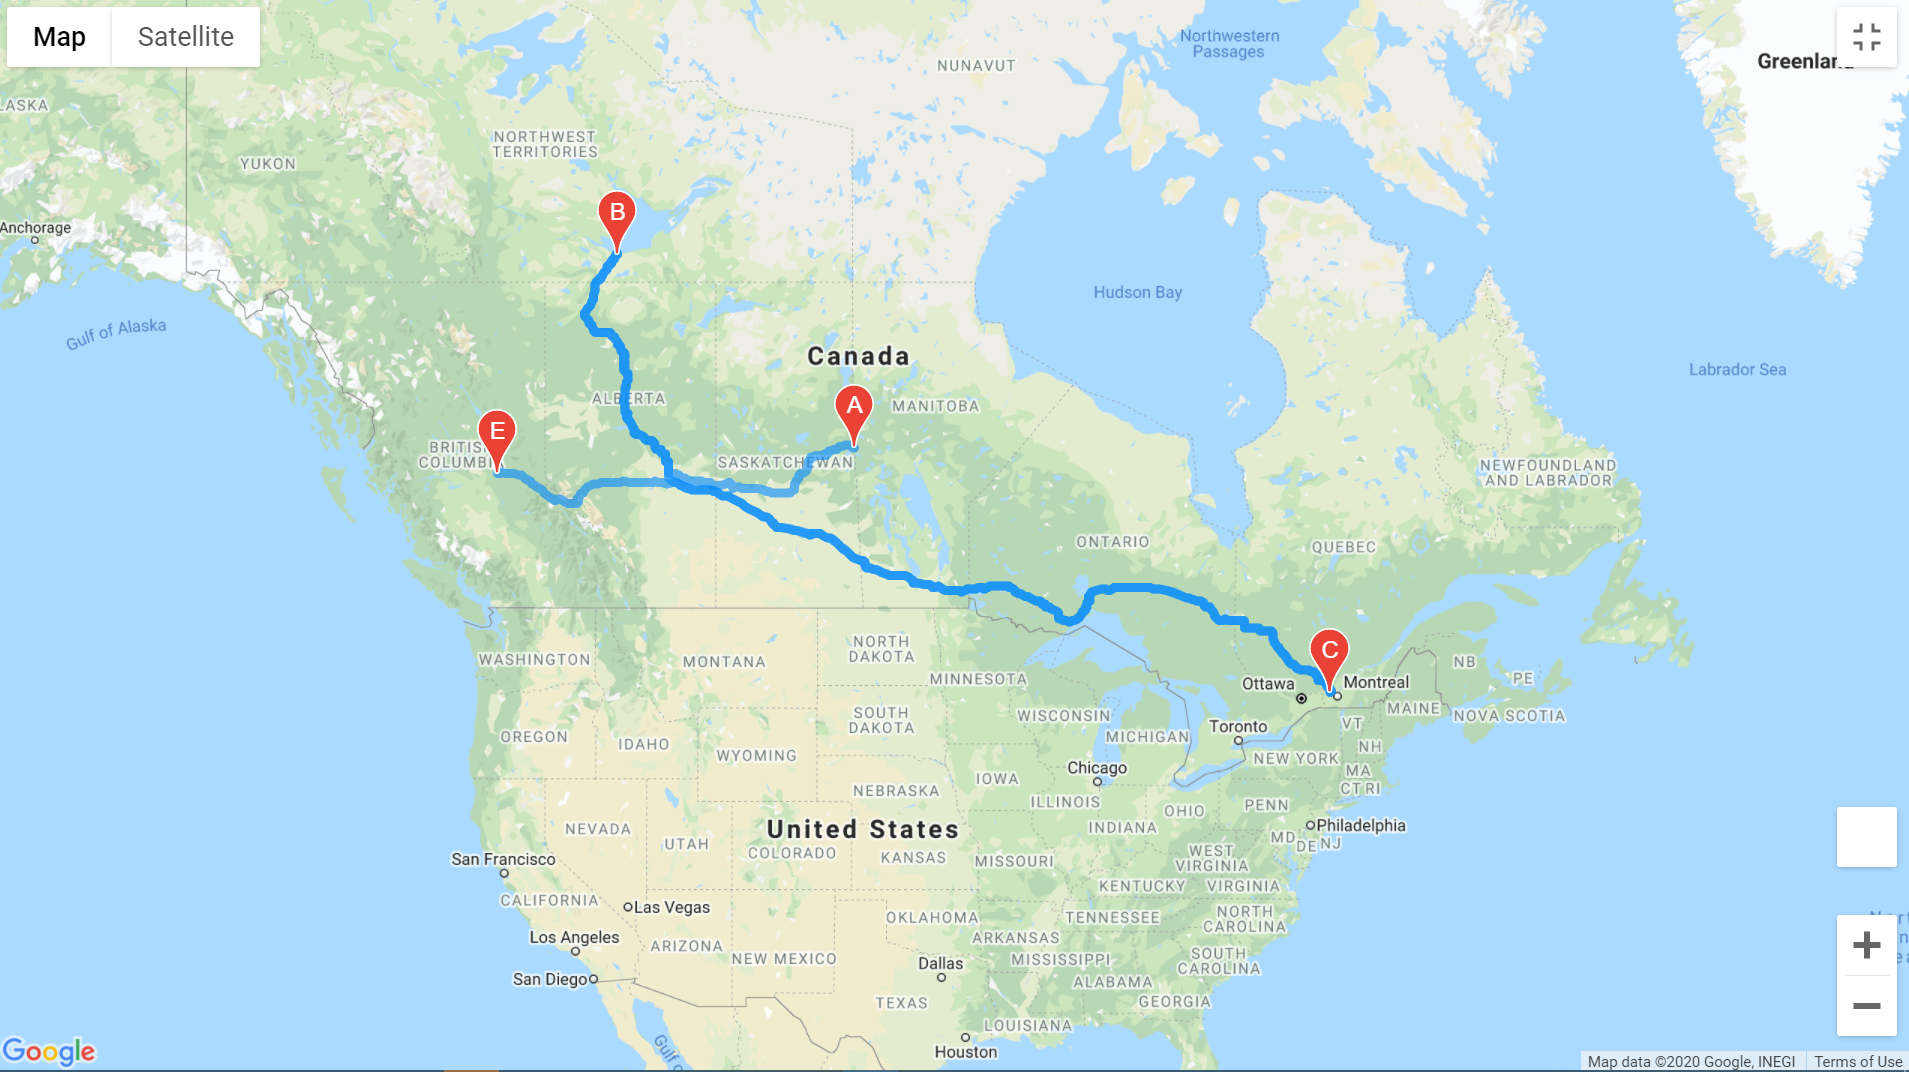 Map
Satellite
Northwestern
Passages
NUNAVUT
Greenland
LASKA
NORTHWEST
TERRITORIES
YUKON
B
Anchorage
Hudson Bay
Gulf of Alaska
Canada
Labrador Sea
ALBERTA
A
MANITOBA
E
BRITISH
COLUMBIA
SASKATCHEWAN
NEWFOUNDLAND
AND LABRADOR
ONTARIO
QUEBEC
NORTH
DAKOTA
C
WASHINGTON
MONTANA
NB
MINNESOTA
PE
Ottawa
Montreal
MAINE
NOVA SCOTIA
SOUTH
DAKOTA
WISCONSIN
VT
Toronto
OREGON
IDAHO
MICHIGAN
NH
WYOMING
NEW YORK
Chicago
MA
IOWA
CT RI
NEBRASKA
ILLINOIS
OHIO
PENN
NEVADA
United States
INDIANA
Philadelphia
MD
DE
NJ
UTAH
COLORADO
KANSAS
MISSOURI
WEST
VIRGINIA
San Francisco
KENTUCKY
VIRGINIA
CALIFORNIA
Las Vegas
OKLAHOMA
TENNESSEE
NORTH
CAROLINA
Los Angeles
ARIZONA
ARKANSAS
NEW MEXICO
MISSISSIPPI
SOUTH
CAROLINA
Dallas
San Diego
ALABAMA
TEXAS
GEORGIA
LOUISIANA
Gulf
Houston
Google
Map data ©2020 Google, INEGI
Terms of Use